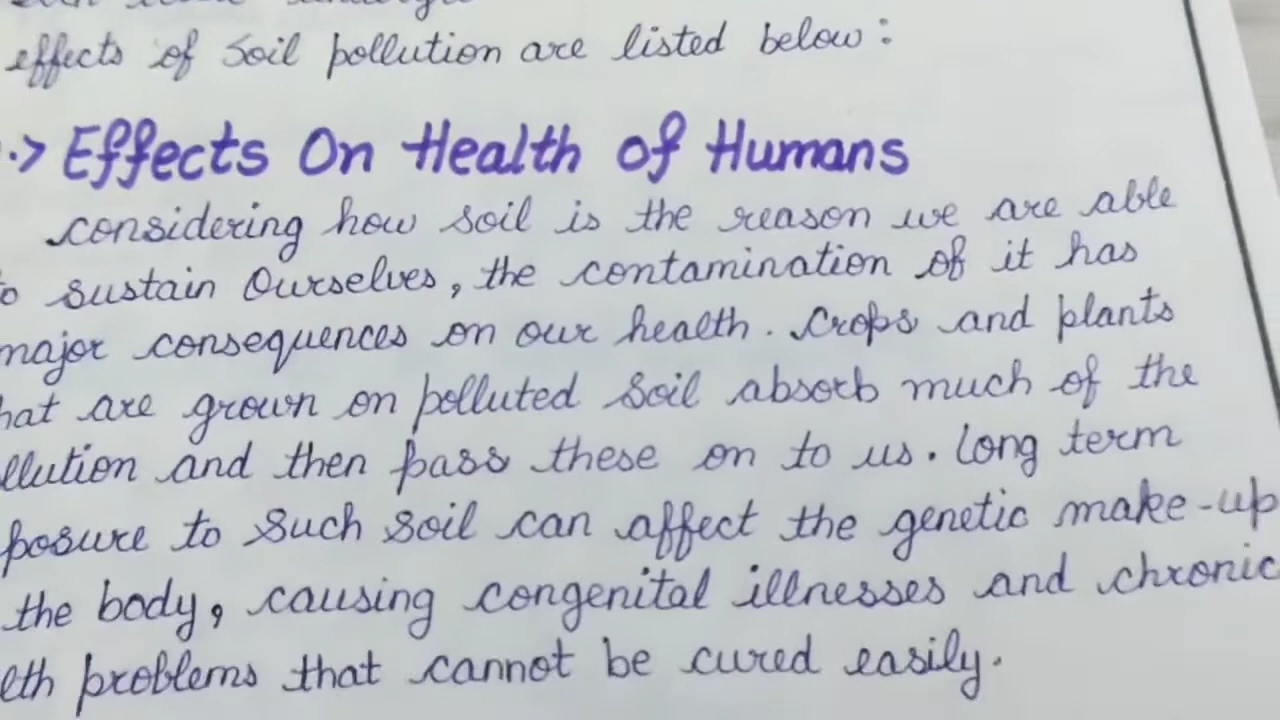 effects of soil pollution are listed below:
-> Effects On Health of Humans
considering how soil is the reason we are able
to sustain Ourselves, the contamination of it has
major consequences on our health. Crops and plants
hat are grown on polluted soil absorb much of the
llution and then pass these on to us. Long term
posure to such soil can affect the genetic make-up
the body, causing congenital illnesses and chronic
lth problems that cannot be cured easily.